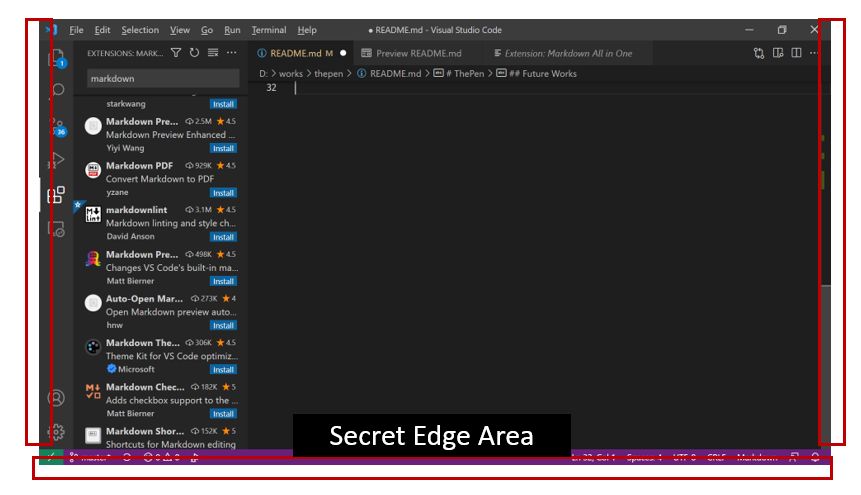 File Edit Selection View Go Run Terminal Help ● README.md - Visual Studio Code
EXTENSIONS: MARK... ···
README.md M ● Preview README.md Extension: Markdown All in One ···
markdown
D: > works > thepen > README.md > # ThePen > ## Future Works
32
1
36
starkwang Install
Markdown Pre... 2.5M ★ 4.5
Markdown Preview Enhanced ...
Yiyi Wang Install
Markdown PDF 929K ★ 4.5
Convert Markdown to PDF
yzane Install
markdownlint 3.1M ★ 4.5
Markdown linting and style ch...
David Anson Install
Markdown Pre... 498K ★ 4.5
Changes VS Code's built-in ma...
Matt Bierner Install
Auto-Open Mar... 273K ★ 4
Open Markdown preview auto...
hnw Install
Markdown The... 306K ★ 4.5
Theme Kit for VS Code optimiz...
Microsoft Install
Markdown Chec... 182K ★ 5
Adds checkbox support to the ...
Matt Bierner Install
Markdown Shor... 152K ★ 5
Shortcuts for Markdown editing
Secret Edge Area
master* 0 0 Ln 32, Col 1 Spaces: 4 UTF-8 CRLF Markdown